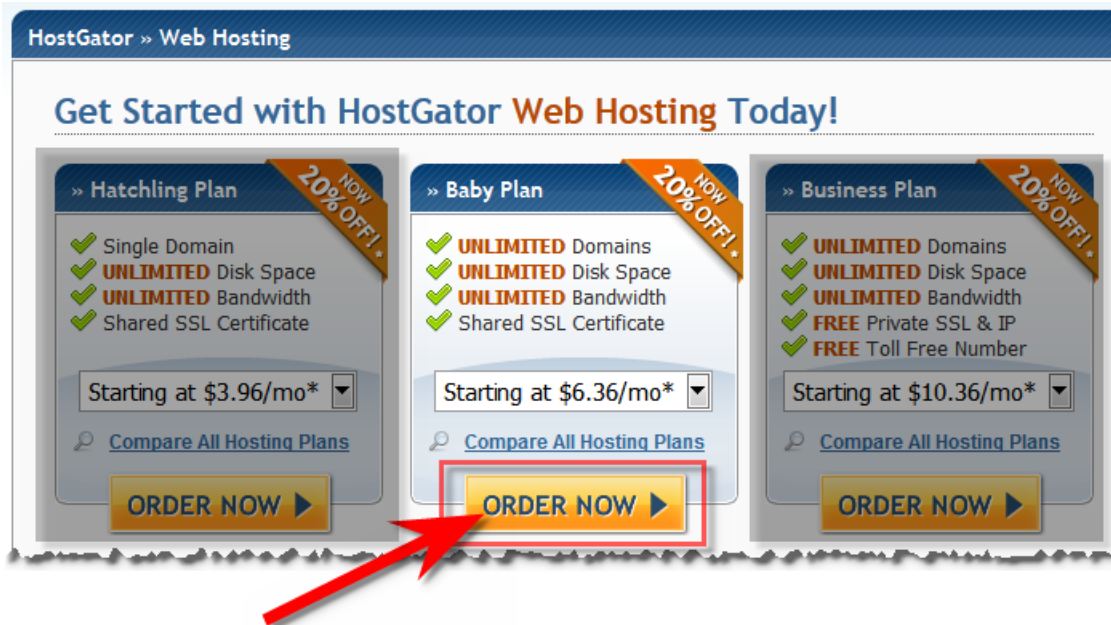 HostGator » Web Hosting
Get Started with HostGator Web Hosting Today!
» Hatchling Plan
NOW
20% OFF! *
Single Domain
UNLIMITED Disk Space
UNLIMITED Bandwidth
Shared SSL Certificate
Starting at $3.96/mo*
Compare All Hosting Plans
ORDER NOW
» Baby Plan
NOW
20% OFF! *
UNLIMITED Domains
UNLIMITED Disk Space
UNLIMITED Bandwidth
Shared SSL Certificate
Starting at $6.36/mo*
Compare All Hosting Plans
ORDER NOW
» Business Plan
NOW
20% OFF! *
UNLIMITED Domains
UNLIMITED Disk Space
UNLIMITED Bandwidth
FREE Private SSL & IP
FREE Toll Free Number
Starting at $10.36/mo*
Compare All Hosting Plans
ORDER NOW